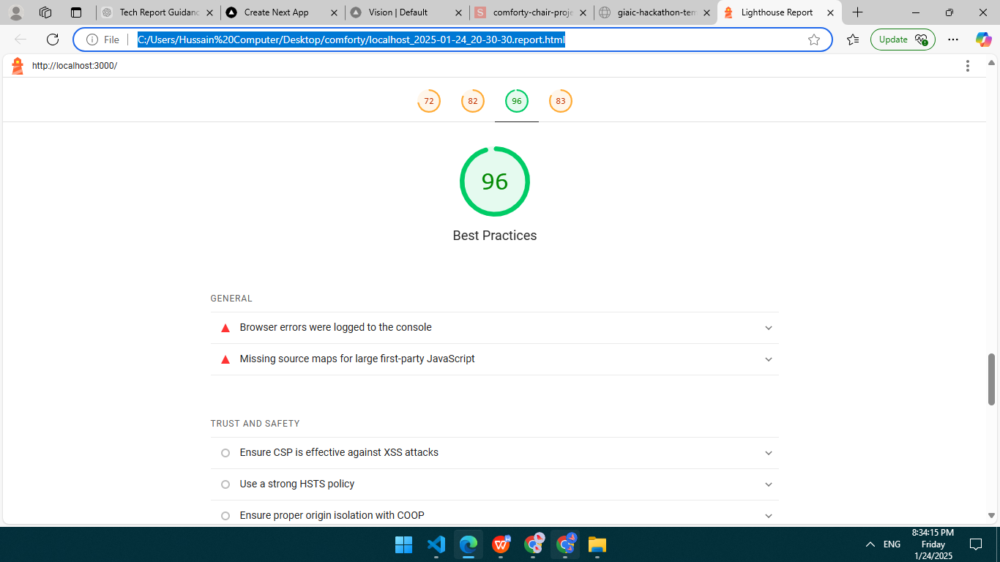 Tech Report Guidanc
Create Next App
Vision | Default
comforty-chair-proje
giaic-hackathon-tem
Lighthouse Report
File
C:/Users/Hussain%20Computer/Desktop/comforty/localhost_2025-01-24_20-30-30.report.html
Update
http://localhost:3000/
72 82 96 83
96
Best Practices
GENERAL
Browser errors were logged to the console
Missing source maps for large first-party JavaScript
TRUST AND SAFETY
Ensure CSP is effective against XSS attacks
Use a strong HSTS policy
Ensure proper origin isolation with COOP
ENG
8:34:15 PM
Friday
1/24/2025